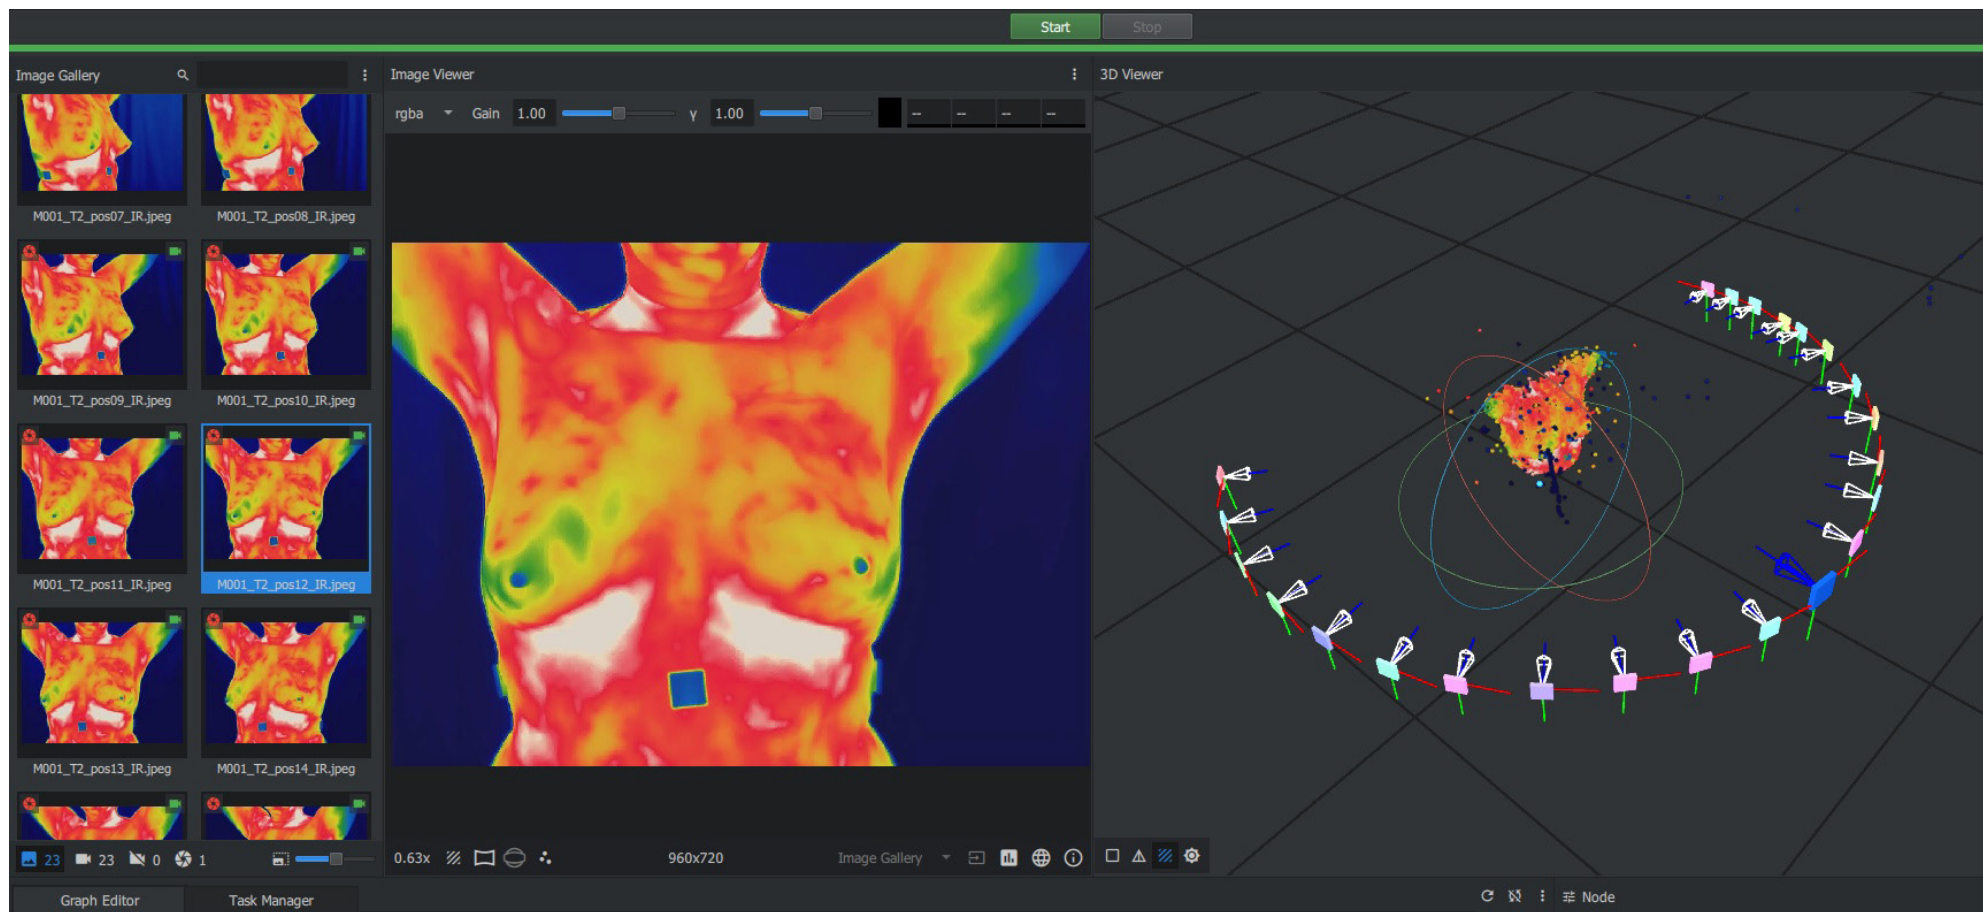 Start
Stop
Image Gallery
Image Viewer
3D Viewer
rgba
Gain
1.00
γ
1.00
--
--
--
--
M001_T2_pos07_IR.jpeg
M001_T2_pos08_IR.jpeg
M001_T2_pos09_IR.jpeg
M001_T2_pos10_IR.jpeg
M001_T2_pos11_IR.jpeg
M001_T2_pos12_IR.jpeg
M001_T2_pos13_IR.jpeg
M001_T2_pos14_IR.jpeg
23
23
0
1
0.63x
960x720
Image Gallery
Graph Editor
Task Manager
Node